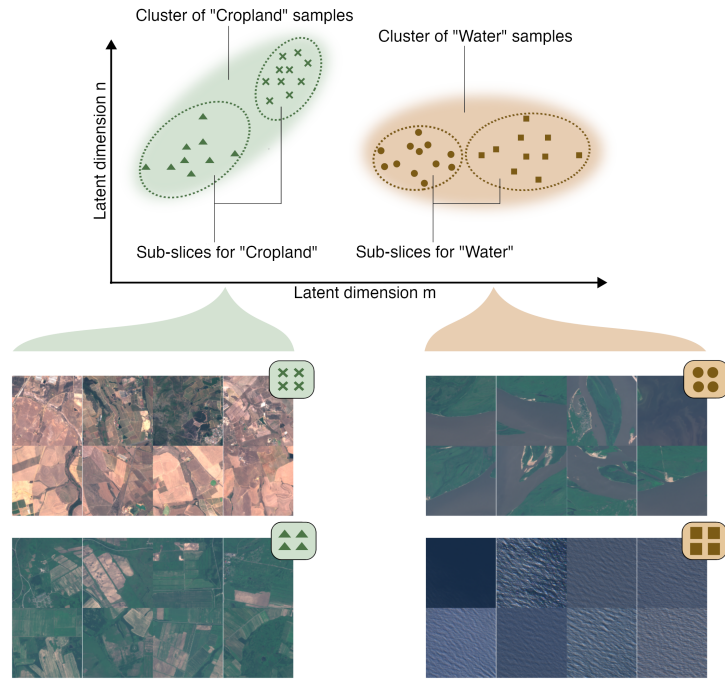 Cluster of "Cropland" samples
Cluster of "Water" samples
Latent dimension n
Sub-slices for "Cropland"
Sub-slices for "Water"
Latent dimension m